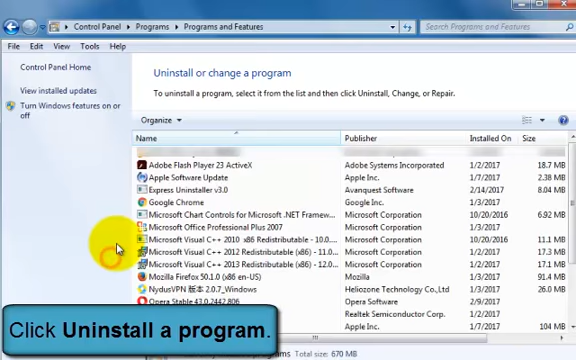 Control Panel ▸ Programs ▸ Programs and Features
Search Programs and Features
File Edit View Tools Help
Control Panel Home
View installed updates
Turn Windows features on or
off
Uninstall or change a program
To uninstall a program, select it from the list and then click Uninstall, Change, or Repair.
Organize
Name Publisher Installed On Size
Adobe Flash Player 23 ActiveX Adobe Systems Incorporated 1/2/2017 18.7 MB
Apple Software Update Apple Inc. 1/7/2017 2.38 MB
Express Uninstaller v3.0 Avanquest Software 2/14/2017 8.04 MB
Google Chrome Google Inc. 1/2/2017
Microsoft Chart Controls for Microsoft .NET Framew... Microsoft Corporation 10/20/2016 6.92 MB
Microsoft Office Professional Plus 2007 Microsoft Corporation 1/2/2017
Microsoft Visual C++ 2010 x86 Redistributable - 10.0.... Microsoft Corporation 10/20/2016 11.1 MB
Microsoft Visual C++ 2012 Redistributable (x86) - 11.0... Microsoft Corporation 1/2/2017 17.3 MB
Microsoft Visual C++ 2013 Redistributable (x86) - 12.0... Microsoft Corporation 1/2/2017 17.1 MB
Mozilla Firefox 50.1.0 (x86 en-US) Mozilla 1/2/2017 91.4 MB
NydusVPN 版本 2.0.7_Windows Heliozone Technology Co.,Ltd 1/2/2017 26.0 MB
Opera Stable 43.0.2442.806 Opera Software 2/8/2017
Realtek Semiconductor Corp. 1/2/2017
Apple Inc. 1/7/2017 104 MB
Click Uninstall a program.
programs Total size: 670 MB